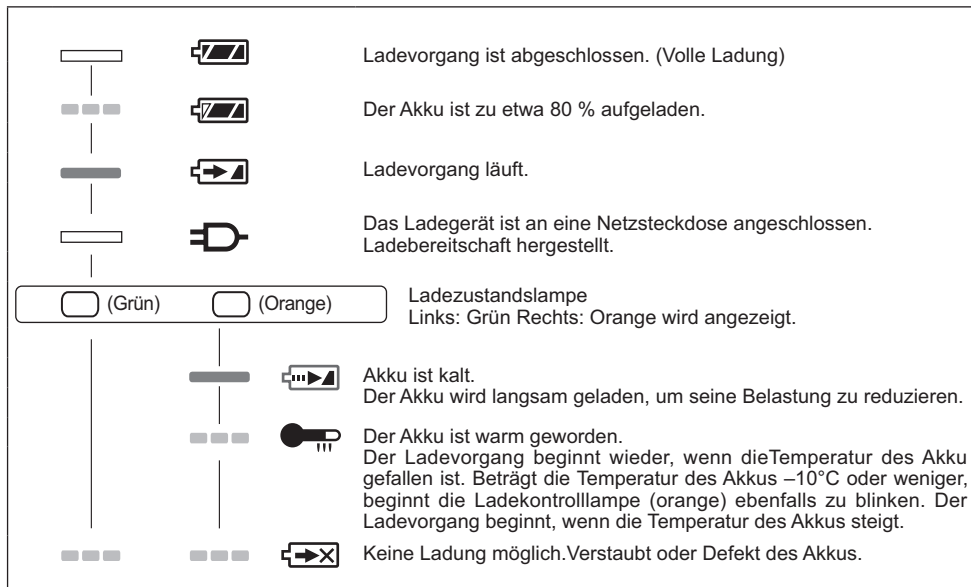 Ladevorgang ist abgeschlossen. (Volle Ladung)
Der Akku ist zu etwa 80 % aufgeladen.
Ladevorgang läuft.
Das Ladegerät ist an eine Netzsteckdose angeschlossen.
Ladebereitschaft hergestellt.
(Grün) (Orange)
Ladezustandslampe
Links: Grün Rechts: Orange wird angezeigt.
Akku ist kalt.
Der Akku wird langsam geladen, um seine Belastung zu reduzieren.
Der Akku ist warm geworden.
Der Ladevorgang beginnt wieder, wenn dieTemperatur des Akku
gefallen ist. Beträgt die Temperatur des Akkus –10°C oder weniger,
beginnt die Ladekontrolllampe (orange) ebenfalls zu blinken. Der
Ladevorgang beginnt, wenn die Temperatur des Akkus steigt.
Keine Ladung möglich.Verstaubt oder Defekt des Akkus.